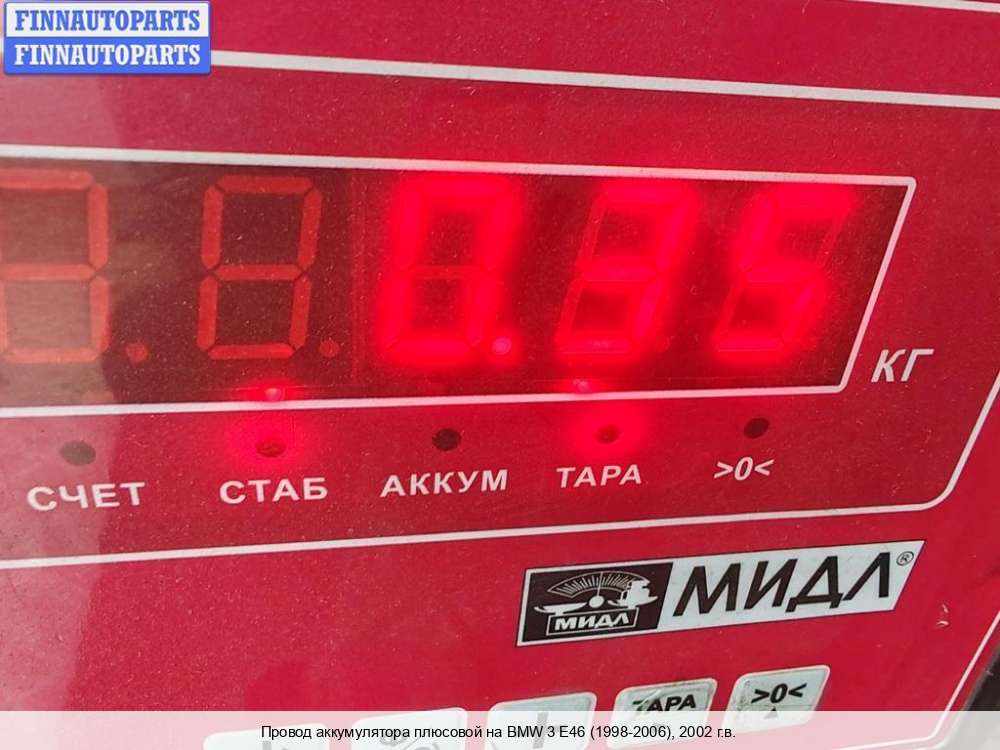 FINNAUTOPARTS
FINNAUTOPARTS
0.35
КГ
СЧЕТ СТАБ АККУМ ТАРА >0<
МИДЛ МИДЛ®
ТАРА >0<
Провод аккумулятора плюсовой на BMW 3 E46 (1998-2006), 2002 г.в.